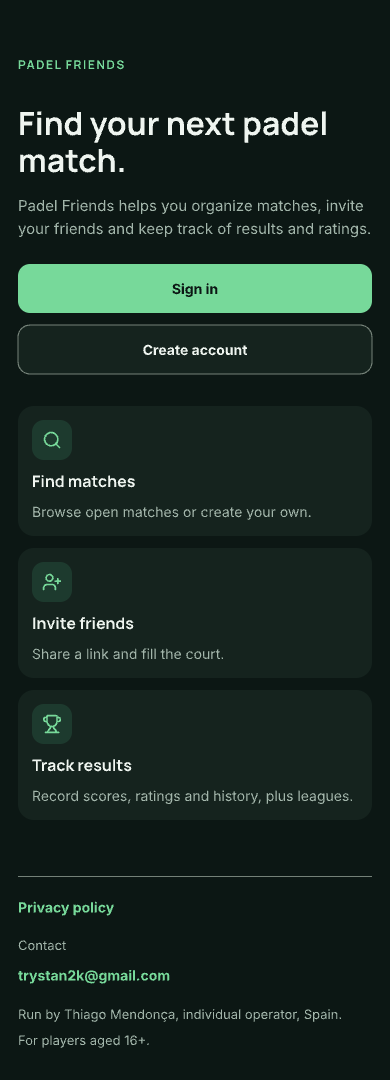 PADEL FRIENDS
Find your next padel
match.
Padel Friends helps you organize matches, invite
your friends and keep track of results and ratings.
Sign in
Create account
Find matches
Browse open matches or create your own.
Invite friends
Share a link and fill the court.
Track results
Record scores, ratings and history, plus leagues.
Privacy policy
Contact
trystan2k@gmail.com
Run by Thiago Mendonça, individual operator, Spain.
For players aged 16+.